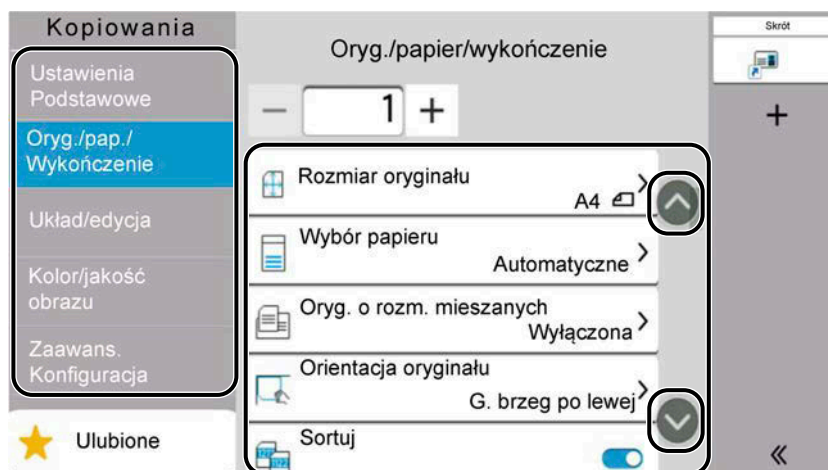 Kopiowania
Ustawienia
Podstawowe
Oryg./pap./
Wykończenie
Układ/edycja
Kolor/jakość
obrazu
Zaawans.
Konfiguracja
Ulubione
Oryg./papier/wykończenie
1
Rozmiar oryginału
A4
Wybór papieru
Automatyczne
Oryg. o rozm. mieszanych
Wyłączona
Orientacja oryginału
G. brzeg po lewej
Sortuj
Skrót